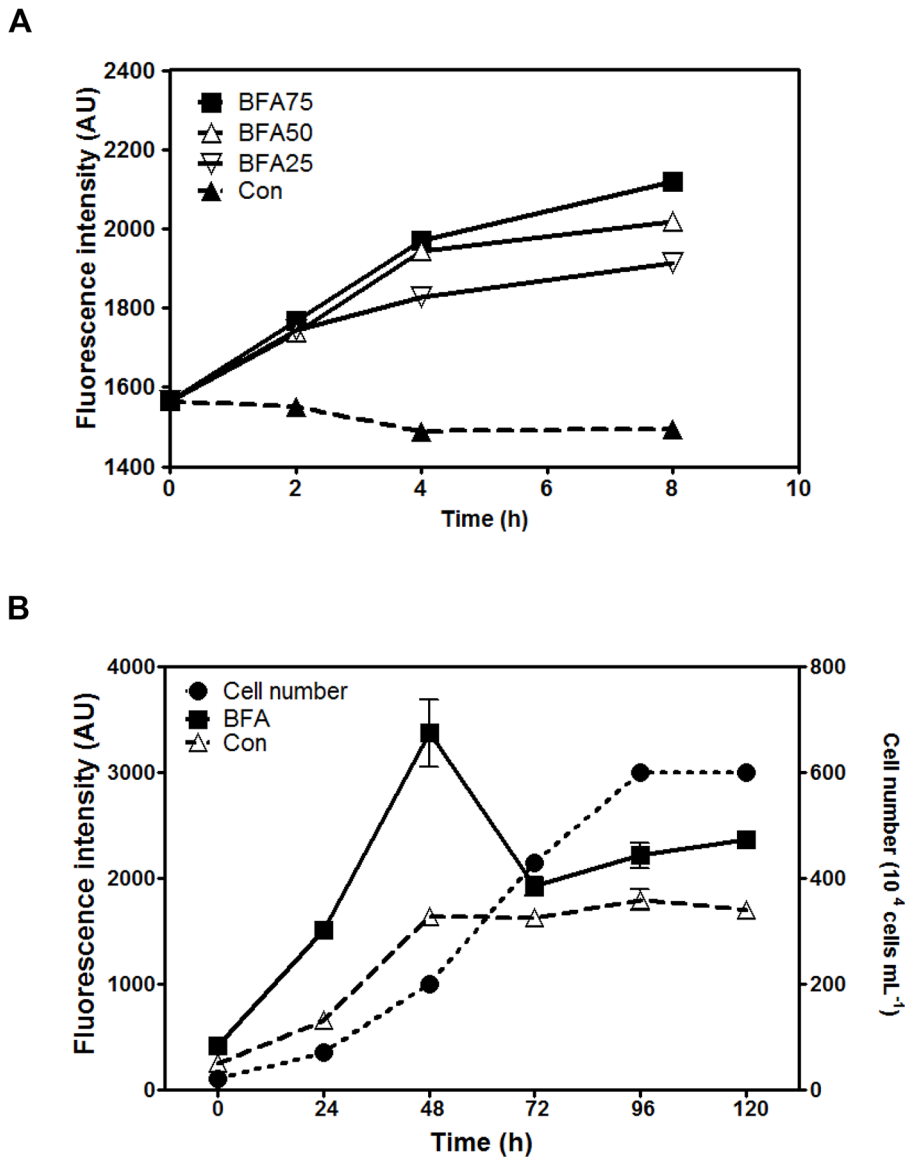 A
Fluorescence intensity (AU)
2400
2200
2000
1800
1600
1400
BFA75
BFA50
BFA25
Con
0 2 4 6 8 10
Time (h)
B
Fluorescence intensity (AU)
4000
3000
2000
1000
0
Cell number
BFA
Con
800
600
400
200
0
Cell number (10⁴ cells mL⁻¹)
0 24 48 72 96 120
Time (h)